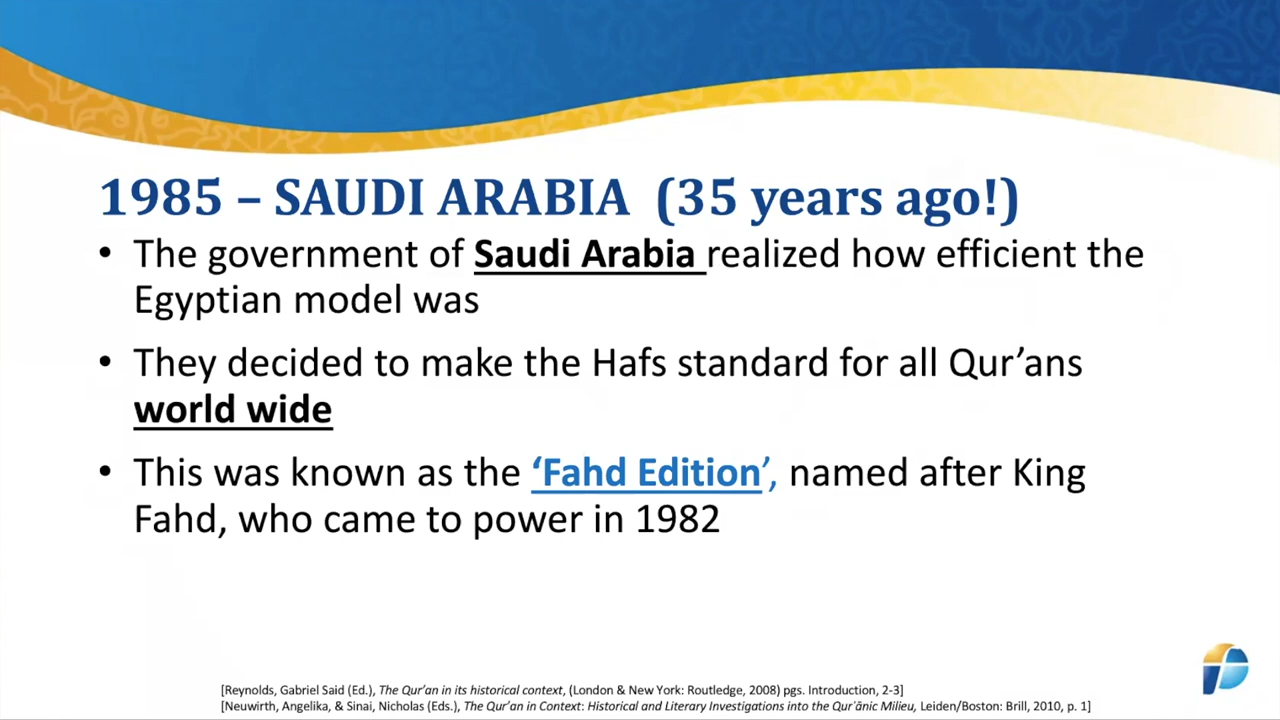 1985 – SAUDI ARABIA (35 years ago!)
• The government of Saudi Arabia realized how efficient the
Egyptian model was
• They decided to make the Hafs standard for all Qur’ans
world wide
• This was known as the ‘Fahd Edition’, named after King
Fahd, who came to power in 1982
[Reynolds, Gabriel Said (Ed.), The Qur’an in its historical context, (London & New York: Routledge, 2008) pgs. Introduction, 2-3]
[Neuwirth, Angelika, & Sinai, Nicholas (Eds.), The Qur’an in Context: Historical and Literary Investigations into the Qurʾānic Milieu, Leiden/Boston: Brill, 2010, p. 1]